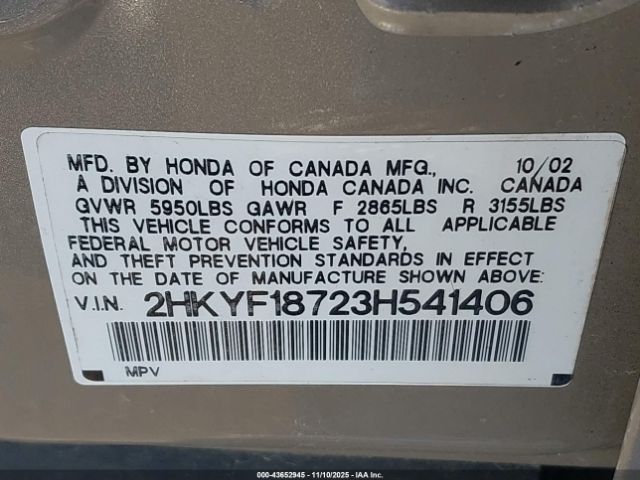 MFD. BY HONDA OF CANADA MFG., 10/02
A DIVISION OF HONDA CANADA INC. CANADA
GVWR 5950LBS GAWR F 2865LBS R 3155LBS
THIS VEHICLE CONFORMS TO ALL APPLICABLE
FEDERAL MOTOR VEHICLE SAFETY,
AND THEFT PREVENTION STANDARDS IN EFFECT
ON THE DATE OF MANUFACTURE SHOWN ABOVE:
V.I.N. 2HKYF18723H541406
MPV
000-43652945 - 11/10/2025 - IAA Inc.